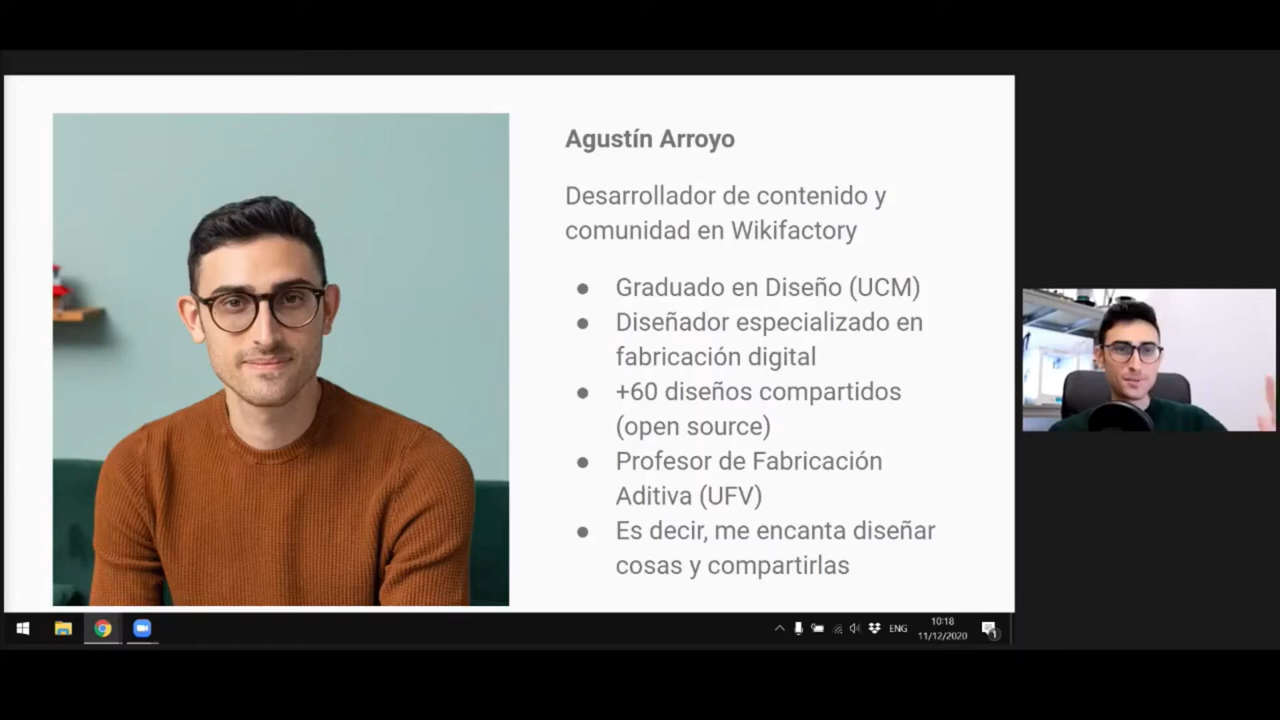 Agustín Arroyo
Desarrollador de contenido y
comunidad en Wikifactory
● Graduado en Diseño (UCM)
● Diseñador especializado en
fabricación digital
● +60 diseños compartidos
(open source)
● Profesor de Fabricación
Aditiva (UFV)
● Es decir, me encanta diseñar
cosas y compartirlas
ENG
10:18
11/12/2020
1